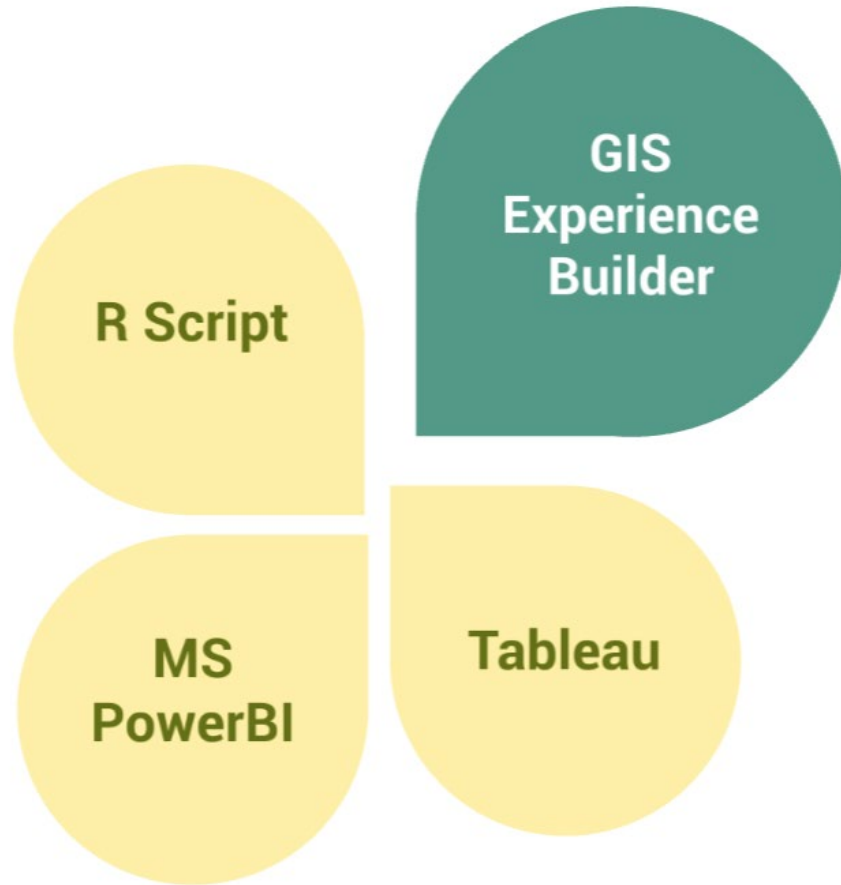 GIS
Experience
Builder
R Script
MS
PowerBI
Tableau